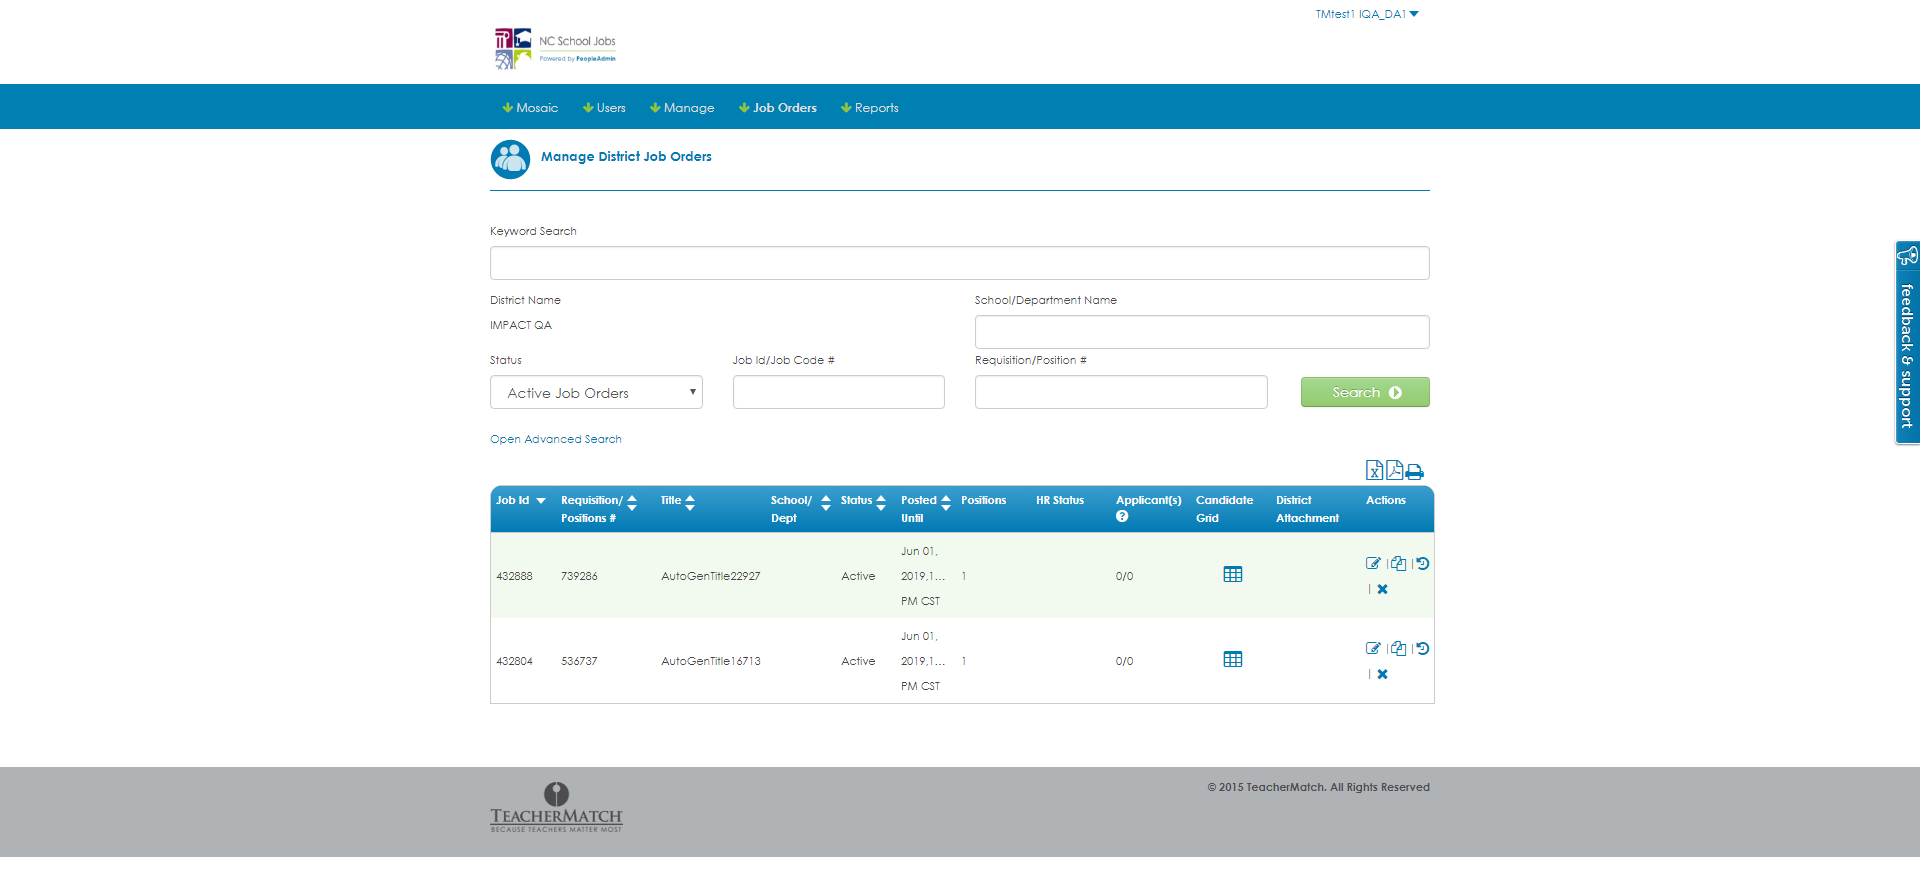 TMtest1 IQA_DA1
NC School Jobs
Powered by PeopleAdmin
Mosaic Users Manage Job Orders Reports
Manage District Job Orders
Keyword Search
District Name School/Department Name
IMPACT QA
Status Job Id/Job Code # Requisition/Position #
Active Job Orders Search
Open Advanced Search
Job Id Requisition/ Title School/ Status Posted Positions HR Status Applicant(s) Candidate District Actions
Positions # Dept Until ? Grid Attachment
Jun 01,
432888 739286 AutoGenTitle22927 Active 2019,1... 1 0/0
PM CST
Jun 01,
432804 536737 AutoGenTitle16713 Active 2019,1... 1 0/0
PM CST
feedback & support
© 2015 TeacherMatch. All Rights Reserved
TEACHERMATCH
BECAUSE TEACHERS MATTER MOST